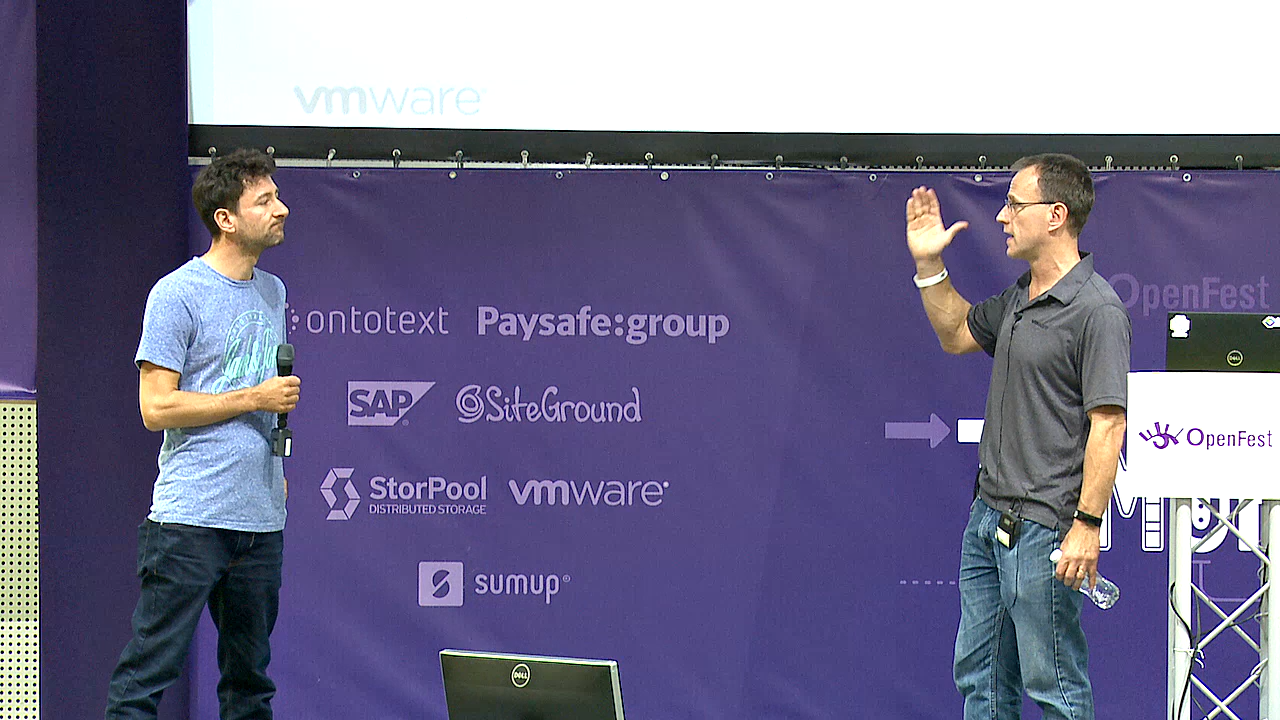 vmware
ontotext Paysafe:group
OpenFest
SAP SiteGround
DELL
OpenFest
StorPool
DISTRIBUTED STORAGE
vmware
sumup
DELL